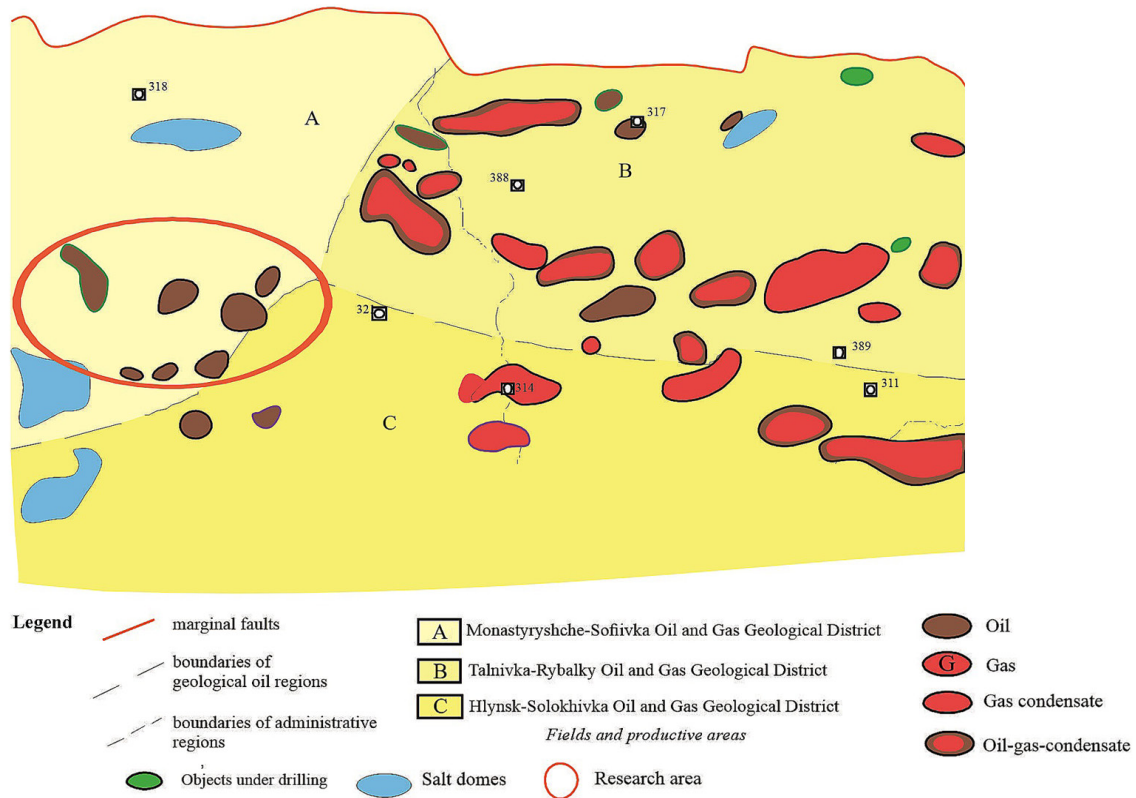 318
A
317
B
388
32
389
314
311
C
Legend
marginal faults
boundaries of
geological oil regions
boundaries of administrative
regions
Objects under drilling
Salt domes
Research area
A Monastyryshche-Sofiivka Oil and Gas Geological District
B Talnivka-Rybalky Oil and Gas Geological District
C Hlynsk-Solokhivka Oil and Gas Geological District
Fields and productive areas
Oil
G Gas
Gas condensate
Oil-gas-condensate